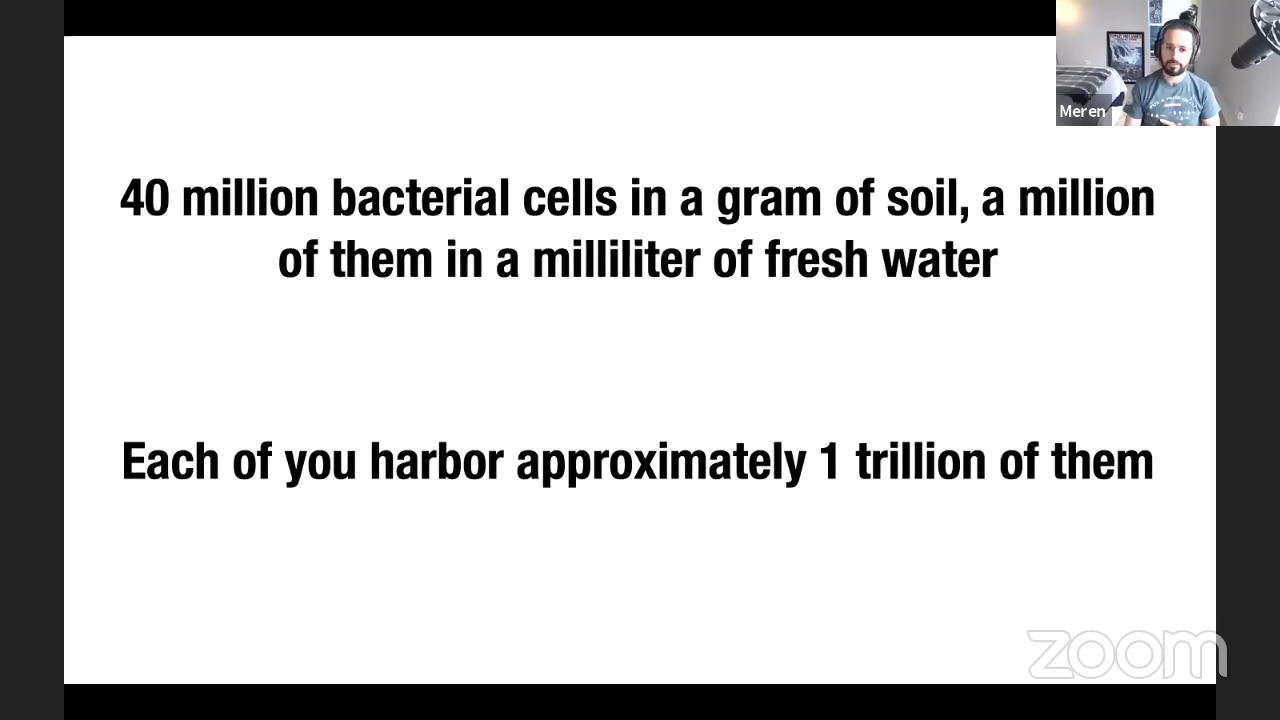 Meren
40 million bacterial cells in a gram of soil, a million
of them in a milliliter of fresh water
Each of you harbor approximately 1 trillion of them
zoom